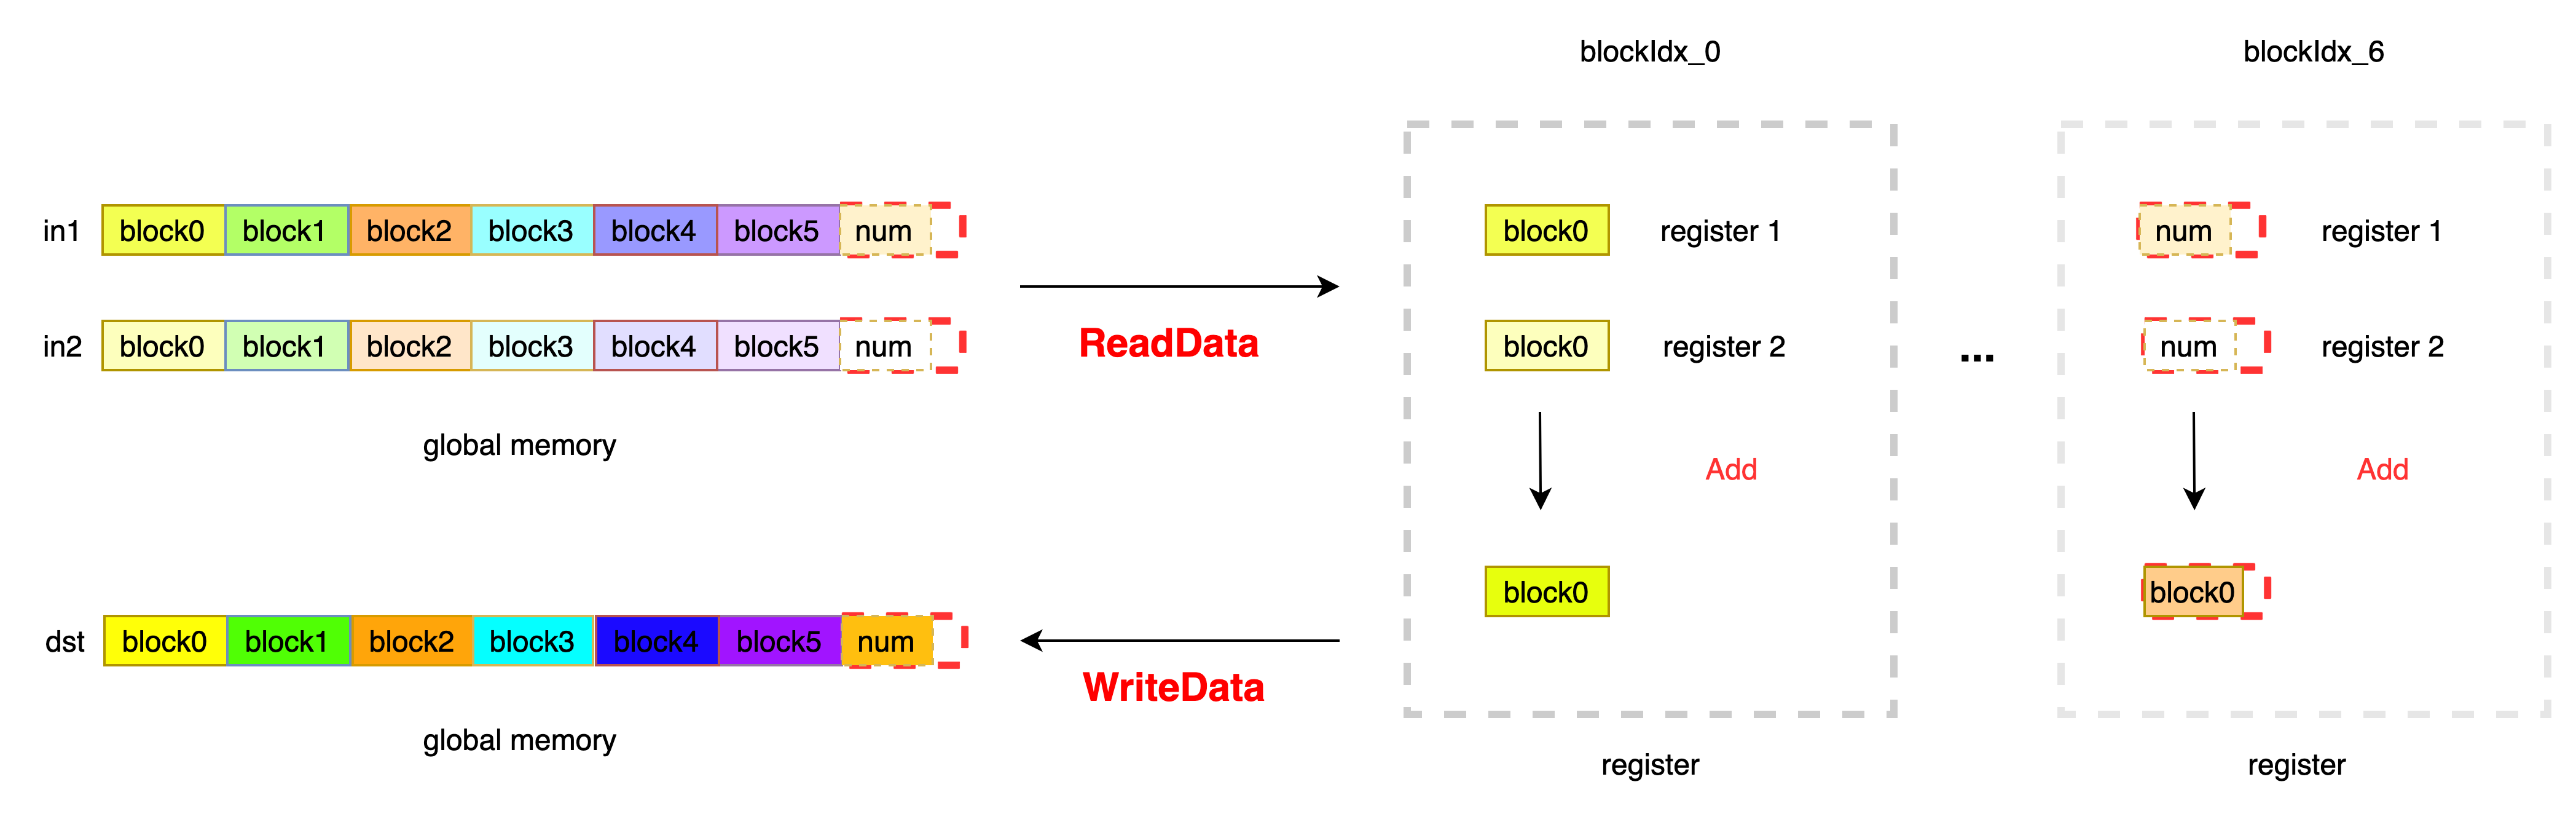 blockIdx_0
blockIdx_6
in1 block0 block1 block2 block3 block4 block5 num
block0 register 1
num register 1
ReadData
in2 block0 block1 block2 block3 block4 block5 num
block0 register 2
...
num register 2
global memory
Add
Add
block0
block0
dst block0 block1 block2 block3 block4 block5 num
WriteData
global memory
register
register